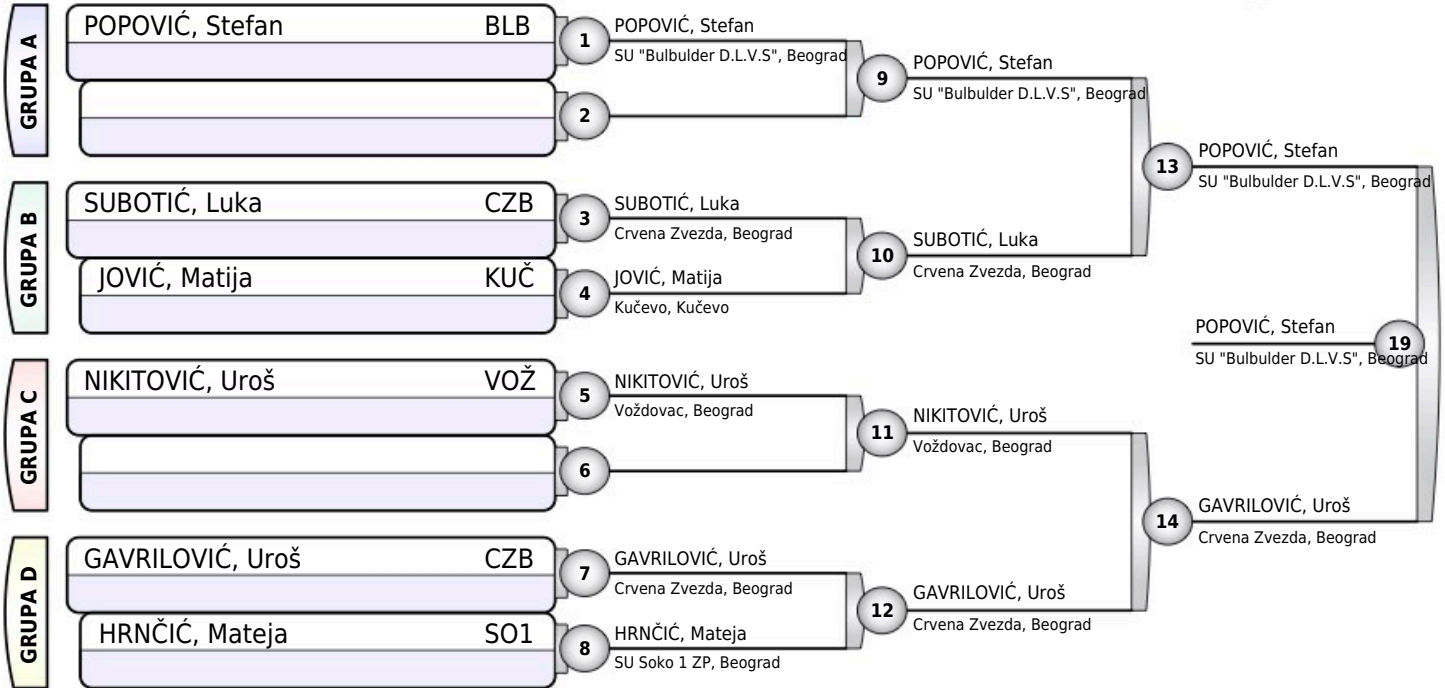 GRUPA A
POPOVIĆ, Stefan BLB
1
2
POPOVIĆ, Stefan
SU "Bulbulder D.L.V.S", Beograd
9
POPOVIĆ, Stefan
SU "Bulbulder D.L.V.S", Beograd
GRUPA B
SUBOTIĆ, Luka CZB
JOVIĆ, Matija KUČ
3
SUBOTIĆ, Luka
Crvena Zvezda, Beograd
4
JOVIĆ, Matija
Kučevo, Kučevo
10
SUBOTIĆ, Luka
Crvena Zvezda, Beograd
13
POPOVIĆ, Stefan
SU "Bulbulder D.L.V.S", Beograd
GRUPA C
NIKITOVIĆ, Uroš VOŽ
5
NIKITOVIĆ, Uroš
Voždovac, Beograd
6
11
NIKITOVIĆ, Uroš
Voždovac, Beograd
GRUPA D
GAVRILOVIĆ, Uroš CZB
HRNČIĆ, Mateja SO1
7
GAVRILOVIĆ, Uroš
Crvena Zvezda, Beograd
8
HRNČIĆ, Mateja
SU Soko 1 ZP, Beograd
12
GAVRILOVIĆ, Uroš
Crvena Zvezda, Beograd
14
GAVRILOVIĆ, Uroš
Crvena Zvezda, Beograd
POPOVIĆ, Stefan
19
SU "Bulbulder D.L.V.S", Beograd